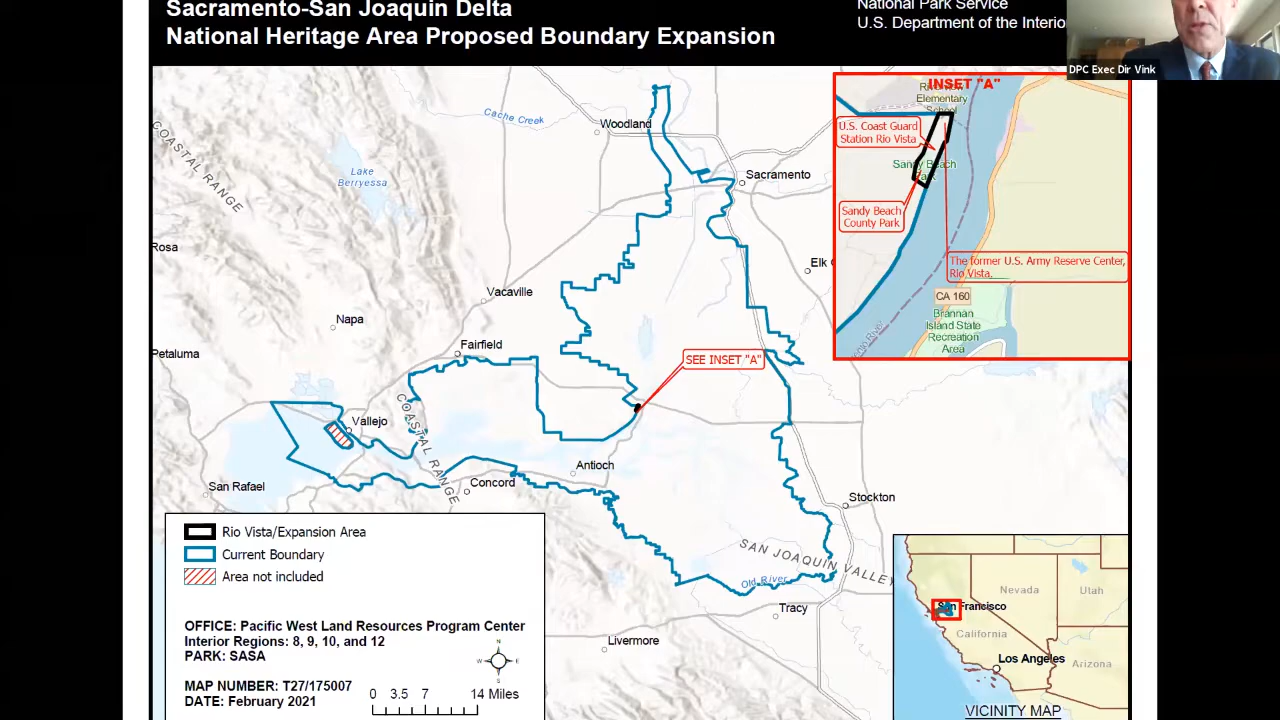 Sacramento-San Joaquin Delta
National Heritage Area Proposed Boundary Expansion
National Park Service
U.S. Department of the Interio
DPC Exec Dir Vink
COASTAL RANGE
Cache Creek
Woodland
Lake
Berryessa
Sacramento
Rosa
Elk
Vacaville
Napa
Petaluma
Fairfield
SEE INSET "A"
Vallejo
COASTAL RANGE
San Rafael
Concord
Antioch
Stockton
SAN JOAQUIN VALLEY
Old River
Tracy
Livermore
INSET "A"
Elementary
School
U.S. Coast Guard
Station Rio Vista
Sandy Beach
Park
Sandy Beach
County Park
The former U.S. Army Reserve Center,
Rio Vista.
CA 160
Brannan
Island State
Recreation
Area
River
Rio Vista/Expansion Area
Current Boundary
Area not included
OFFICE: Pacific West Land Resources Program Center
Interior Regions: 8, 9, 10, and 12
PARK: SASA
MAP NUMBER: T27/175007
DATE: February 2021
N
W
E
S
0 3.5 7 14 Miles
Nevada
Utah
San Francisco
California
Los Angeles
Arizona
VICINITY MAP